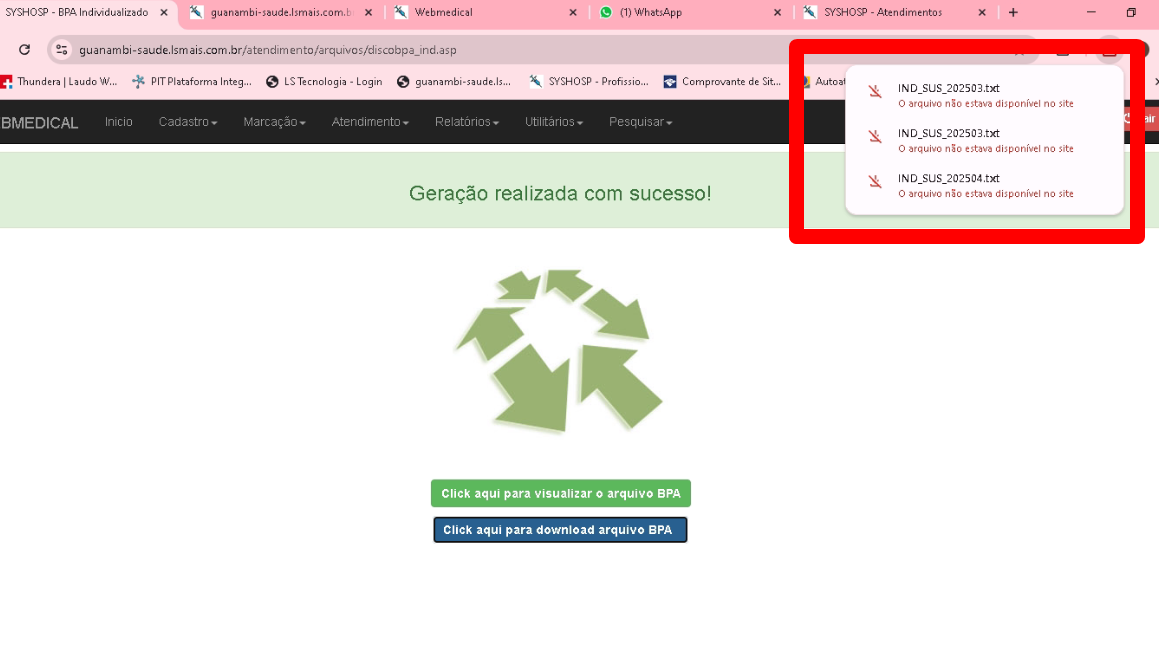 SYSHOSP - BPA Individualizado
guanambi-saude.lsmais.com.b
Webmedical
(1) WhatsApp
SYSHOSP - Atendimentos
guanambi-saude.lsmais.com.br/atendimento/arquivos/discobpa_ind.asp
Thundera | Laudo W...
PIT Plataforma Integ...
LS Tecnologia - Login
guanambi-saude.ls...
SYSHOSP - Profissio...
Comprovante de Sit...
Autoat
BMEDICAL
Inicio
Cadastro
Marcação
Atendimento
Relatórios
Utilitários
Pesquisar
air
IND_SUS_202503.txt
O arquivo não estava disponível no site
IND_SUS_202503.txt
O arquivo não estava disponível no site
IND_SUS_202504.txt
O arquivo não estava disponível no site
Geração realizada com sucesso!
Click aqui para visualizar o arquivo BPA
Click aqui para download arquivo BPA